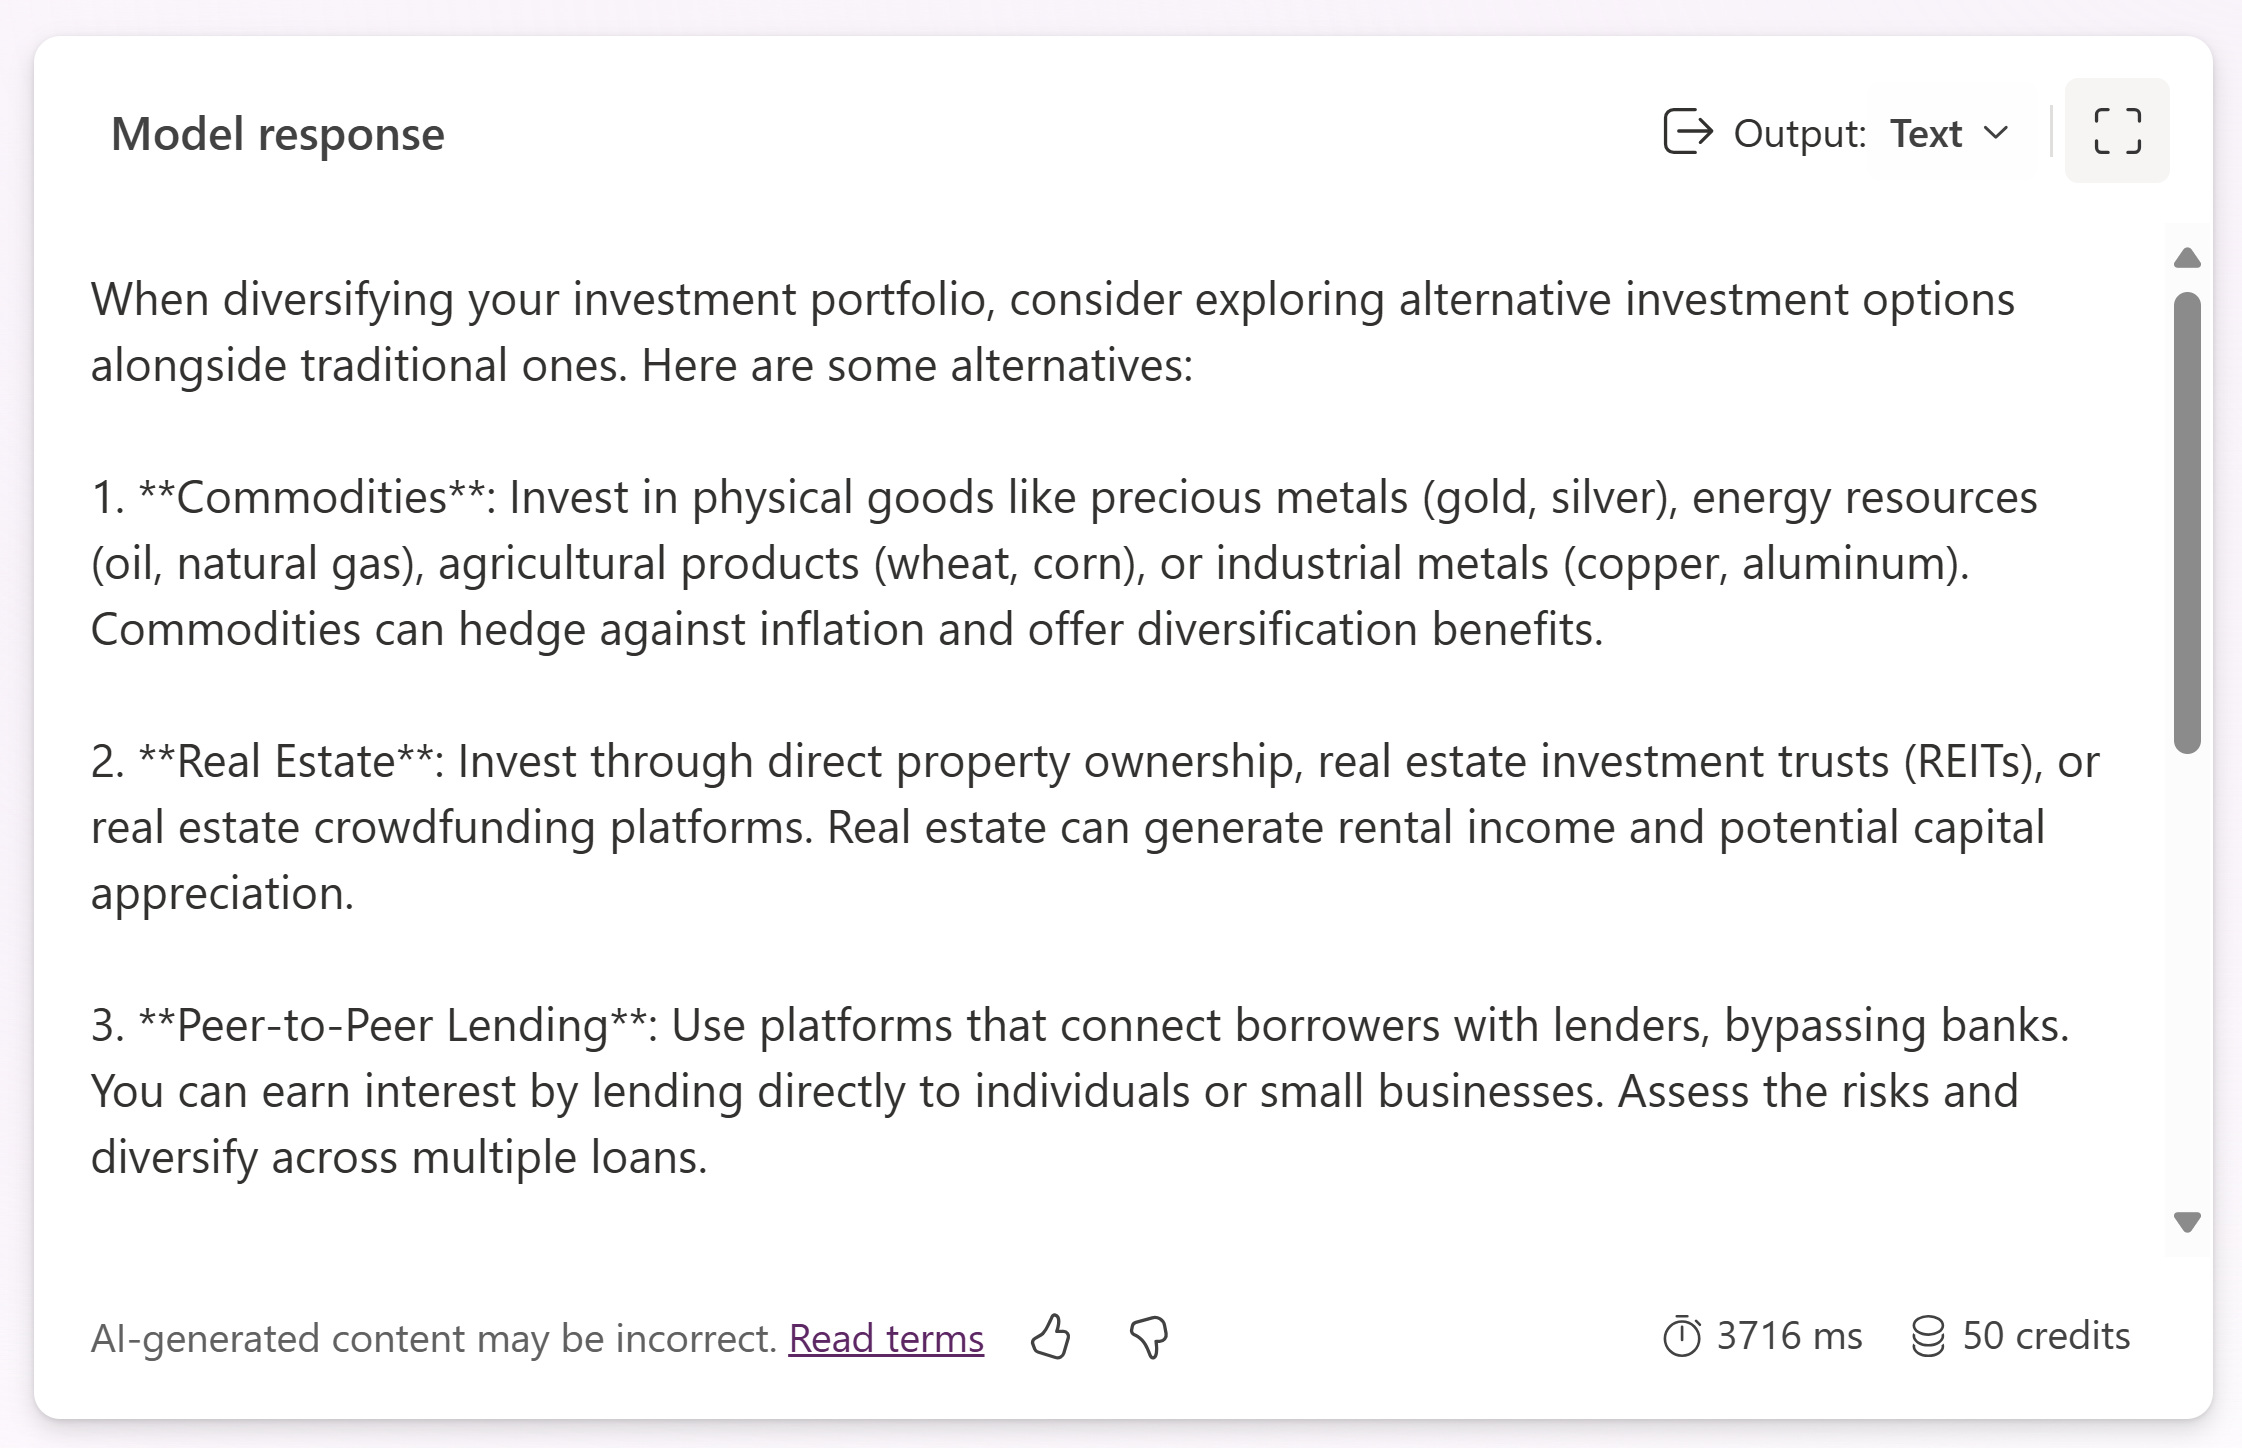 Model response
Output: Text
When diversifying your investment portfolio, consider exploring alternative investment options
alongside traditional ones. Here are some alternatives:
1. **Commodities**: Invest in physical goods like precious metals (gold, silver), energy resources
(oil, natural gas), agricultural products (wheat, corn), or industrial metals (copper, aluminum).
Commodities can hedge against inflation and offer diversification benefits.
2. **Real Estate**: Invest through direct property ownership, real estate investment trusts (REITs), or
real estate crowdfunding platforms. Real estate can generate rental income and potential capital
appreciation.
3. **Peer-to-Peer Lending**: Use platforms that connect borrowers with lenders, bypassing banks.
You can earn interest by lending directly to individuals or small businesses. Assess the risks and
diversify across multiple loans.
AI-generated content may be incorrect. Read terms
3716 ms
50 credits